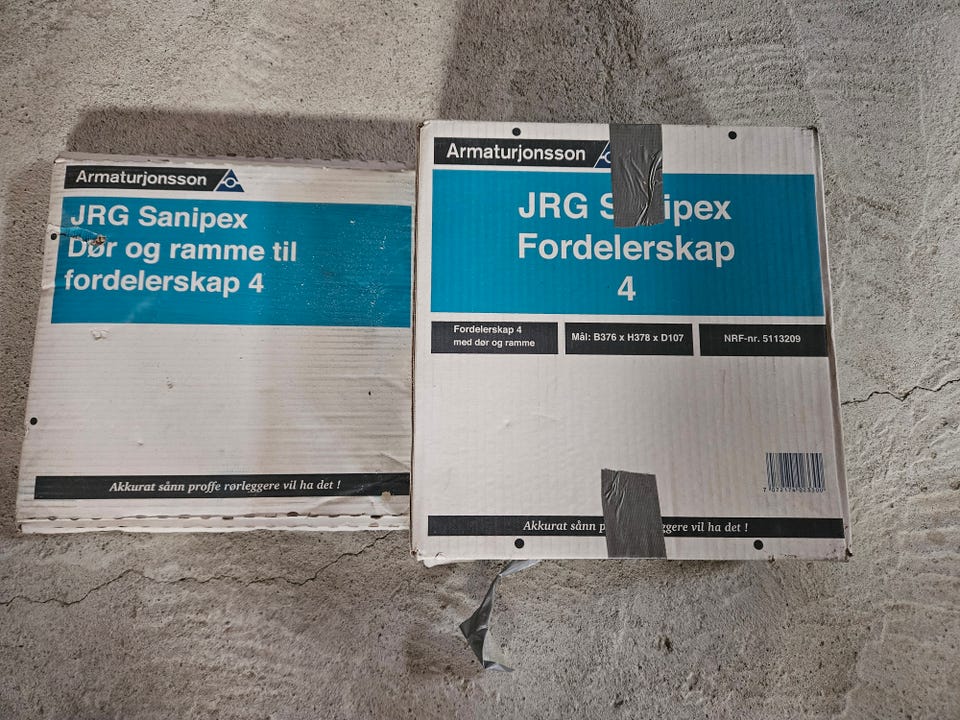 Armaturjonsson
JRG Sanipex
Dør og ramme til
fordelerskap 4
Akkurat sånn proffe rørleggere vil ha det !
Armaturjonsson
JRG S ipex
Fordelerskap
4
Fordelerskap 4
med dør og ramme
Mål: B376 x H378 x D107
NRF-nr. 5113209
Akkurat sånn p ggere vil ha det !